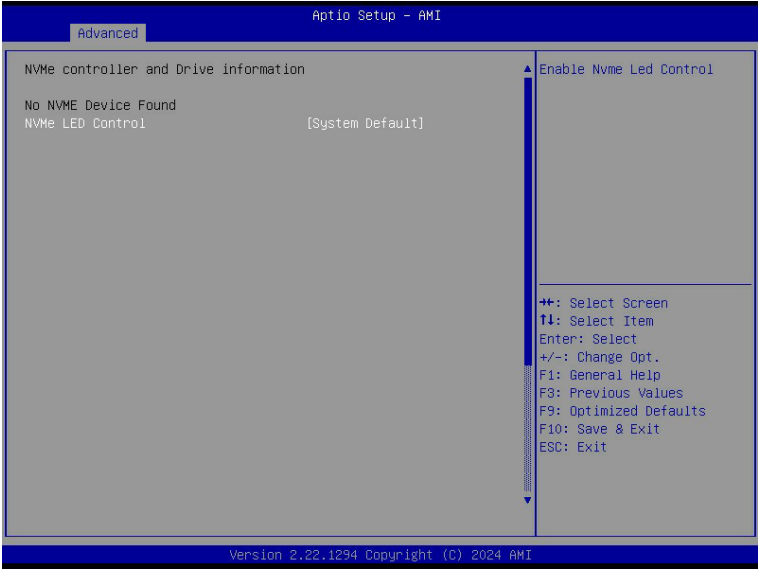 Aptio Setup – AMI
Advanced
NVMe controller and Drive information
No NVME Device Found
NVMe LED Control [System Default]
Enable Nvme Led Control
→←: Select Screen
↑↓: Select Item
Enter: Select
+/-: Change Opt.
F1: General Help
F3: Previous Values
F9: Optimized Defaults
F10: Save & Exit
ESC: Exit
Version 2.22.1294 Copyright (C) 2024 AMI